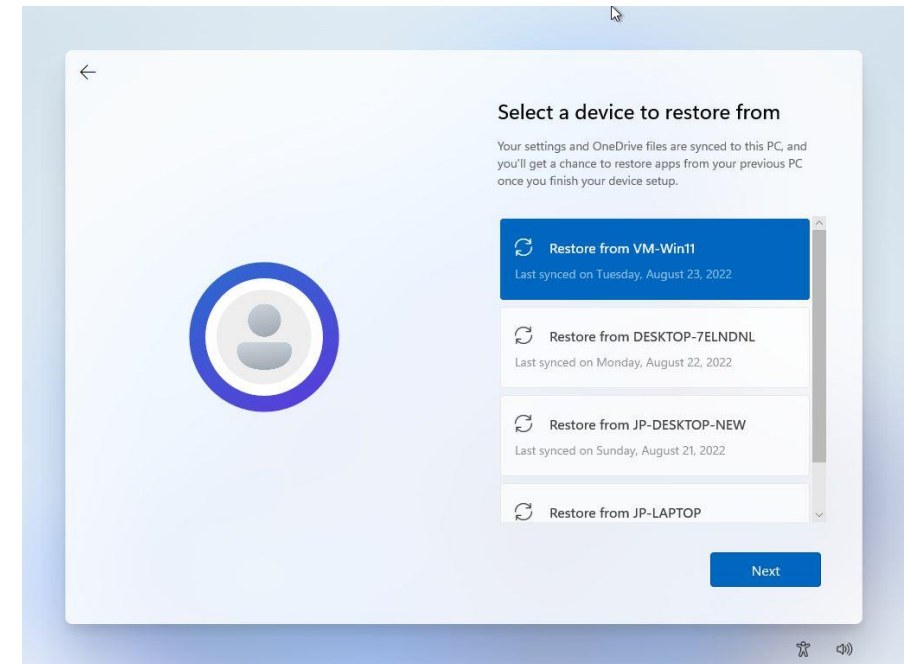 Select a device to restore from
Your settings and OneDrive files are synced to this PC, and
you'll get a chance to restore apps from your previous PC
once you finish your device setup.
Restore from VM-Win11
Last synced on Tuesday, August 23, 2022
Restore from DESKTOP-7ELNDNL
Last synced on Monday, August 22, 2022
Restore from JP-DESKTOP-NEW
Last synced on Sunday, August 21, 2022
Restore from JP-LAPTOP
Next